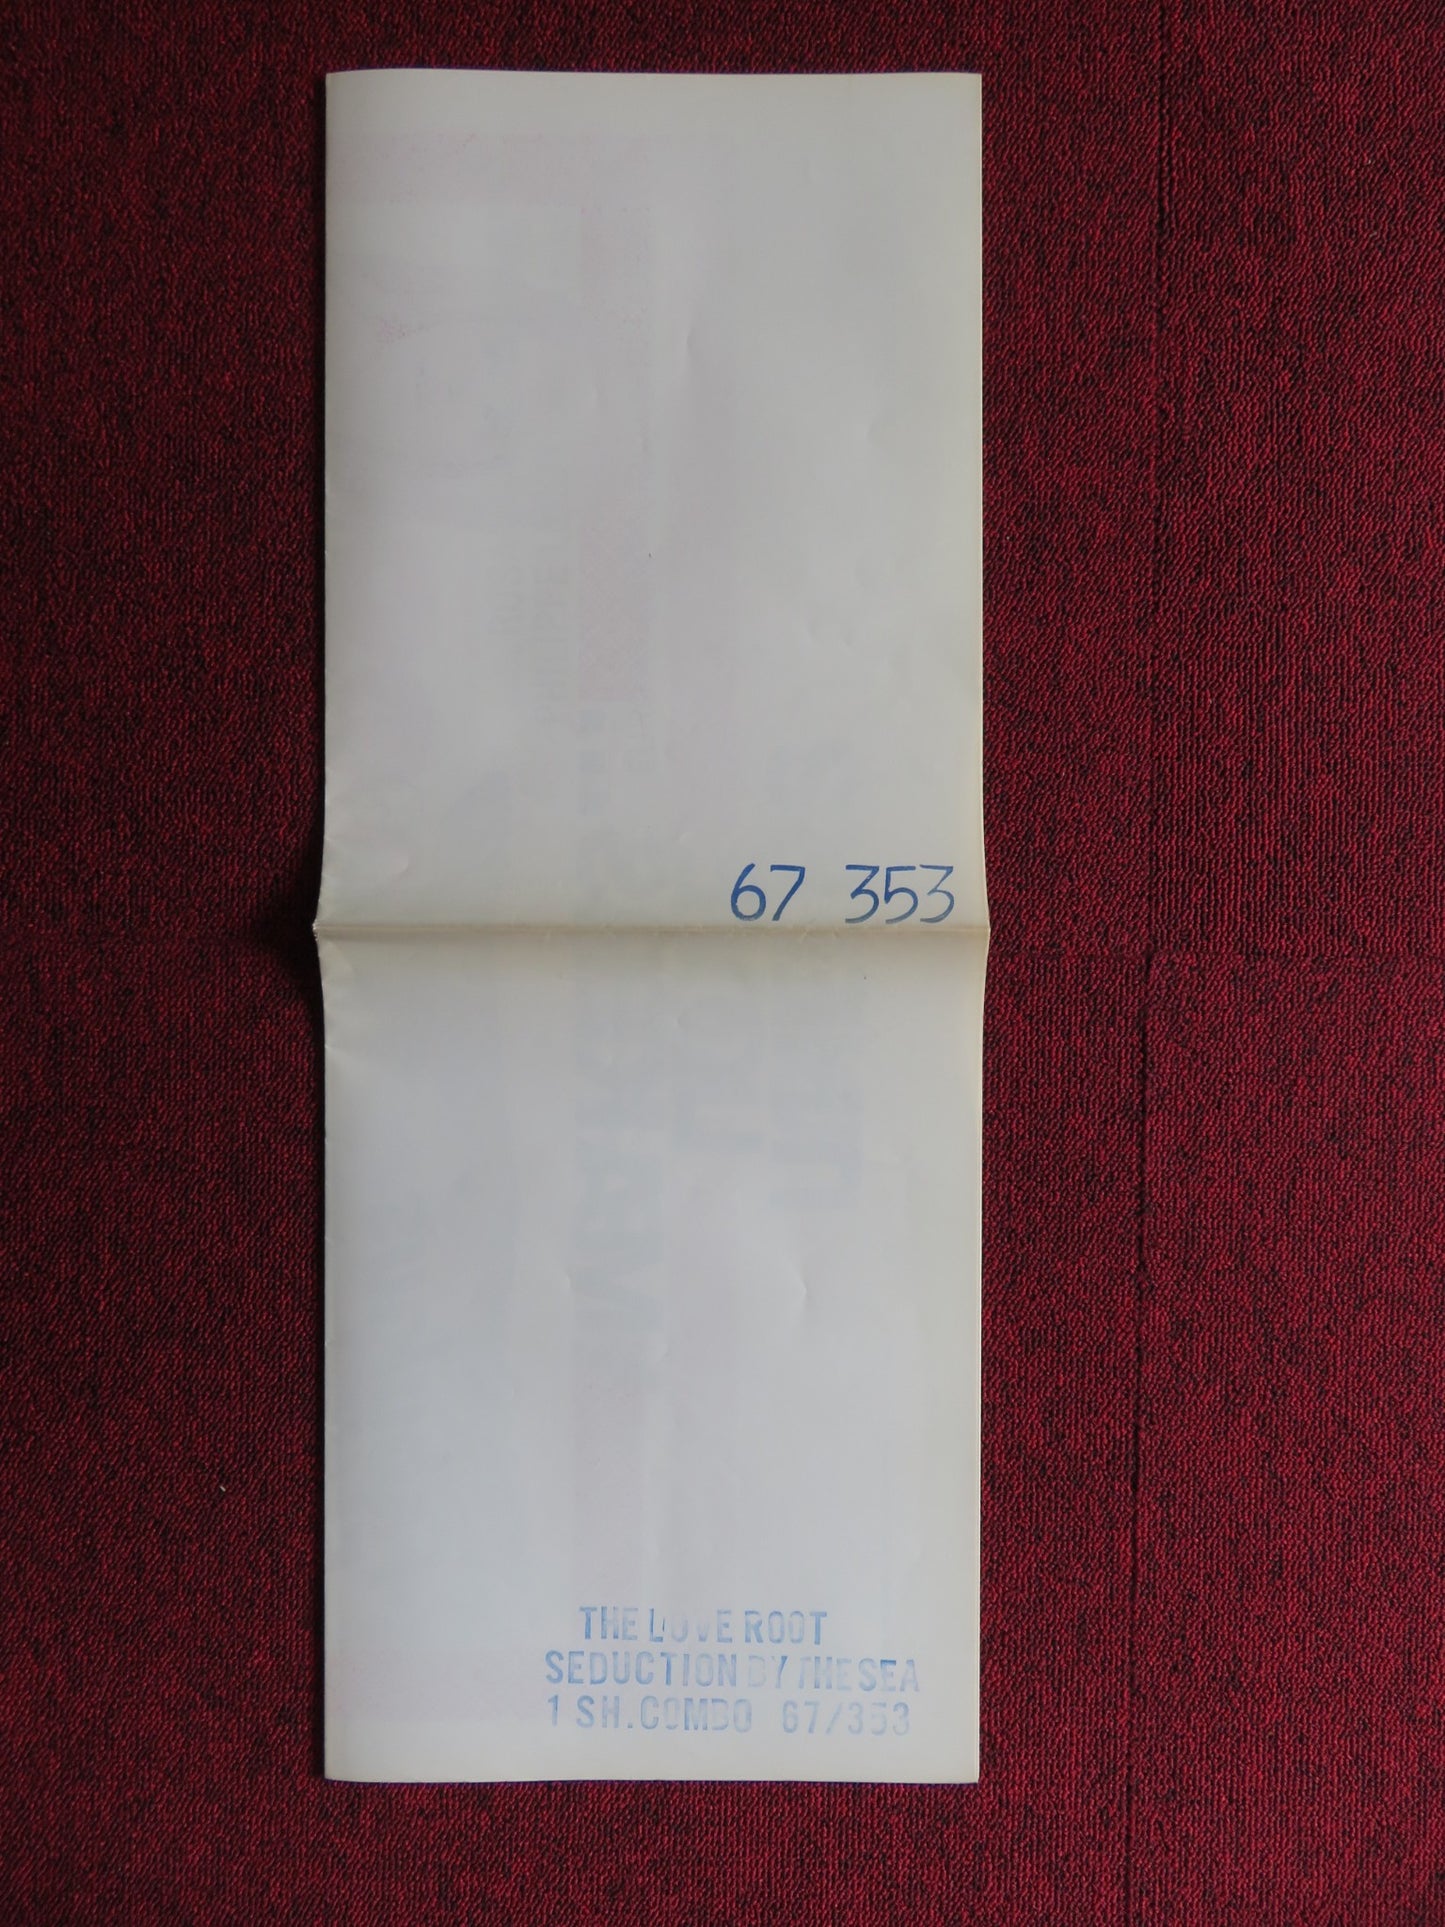 67 353
THE LOVE ROOT
SEDUCTION BY THE SEA
1 SH. COMBO 67/353